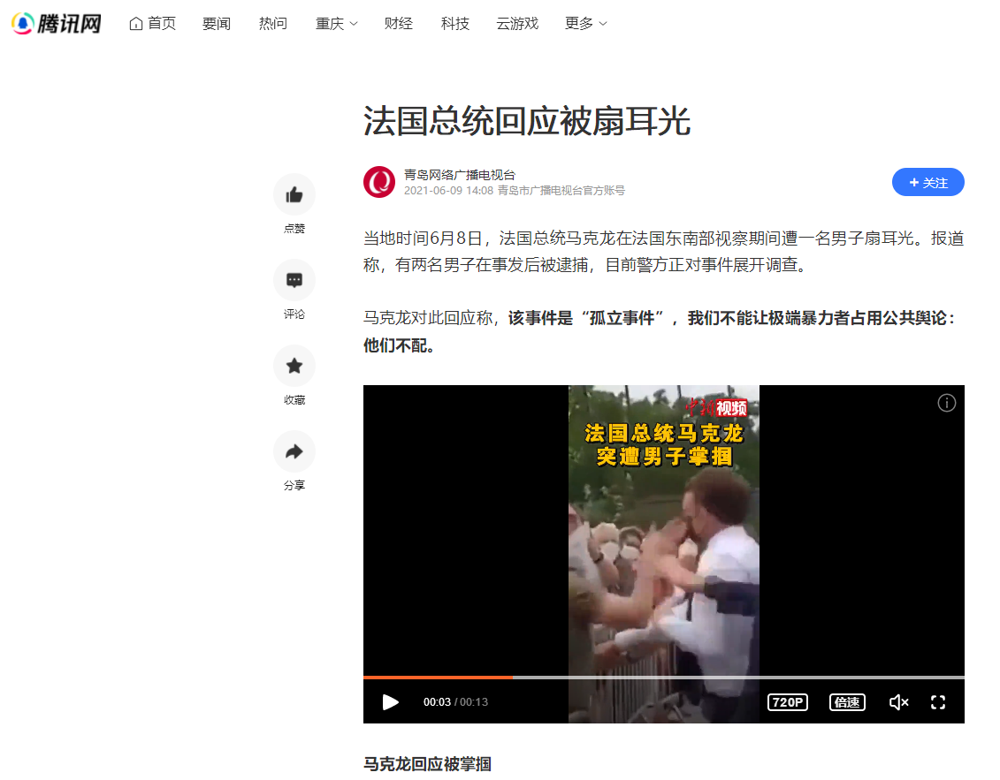 腾讯网
首页 要闻 热问 重庆 财经 科技 云游戏 更多
法国总统回应被扇耳光
青岛网络广播电视台
2021-06-09 14:08 青岛市广播电视台官方账号
+ 关注
点赞
评论
收藏
分享
当地时间6月8日，法国总统马克龙在法国东南部视察期间遭一名男子扇耳光。报道
称，有两名男子在事发后被逮捕，目前警方正对事件展开调查。
马克龙对此回应称，该事件是“孤立事件”，我们不能让极端暴力者占用公共舆论：
他们不配。
视频
法国总统马克龙
突遭男子掌掴
00:03 / 00:13
720P 倍速
马克龙回应被掌掴